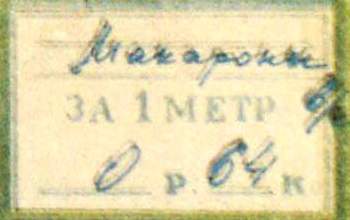 Макароны в/с
ЗА 1 МЕТР
0 р. 64 к